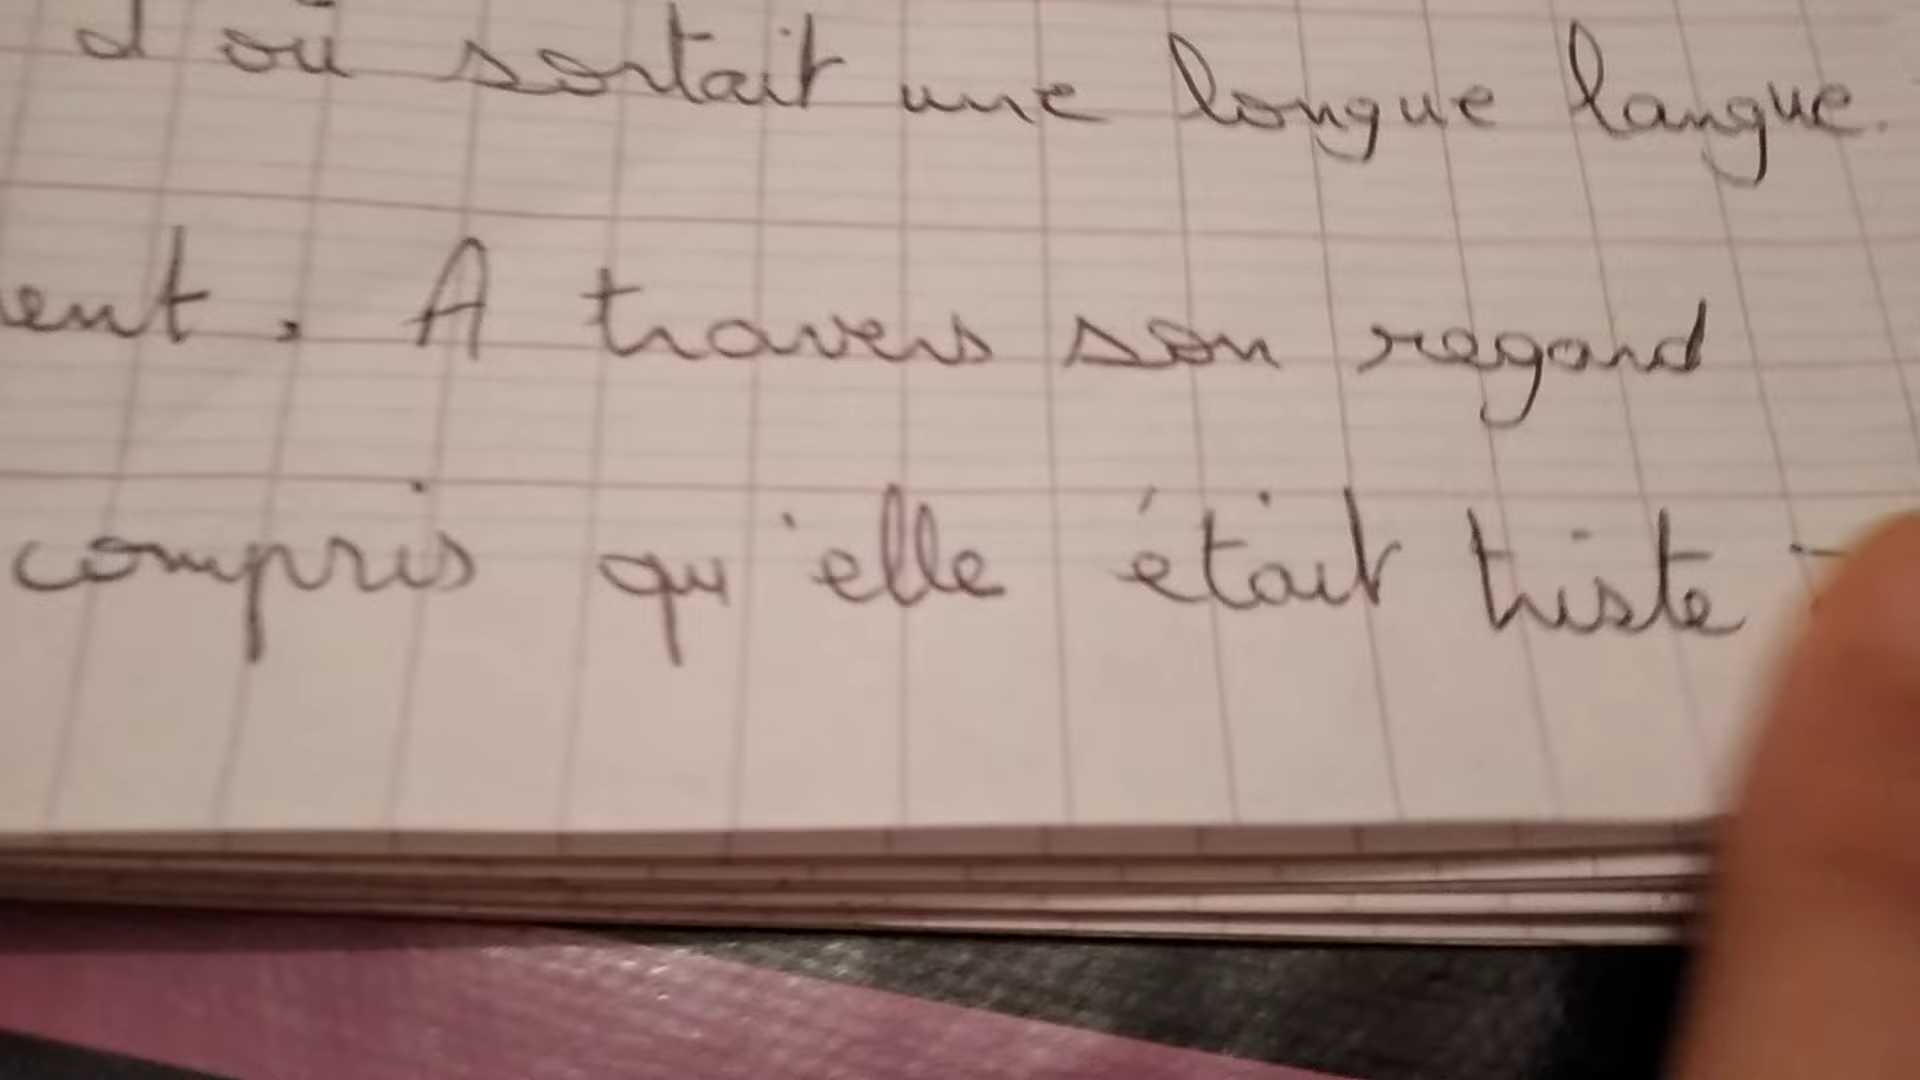 d'où sortait une longue langue.
ent. A travers son regard
compris qu'elle était triste